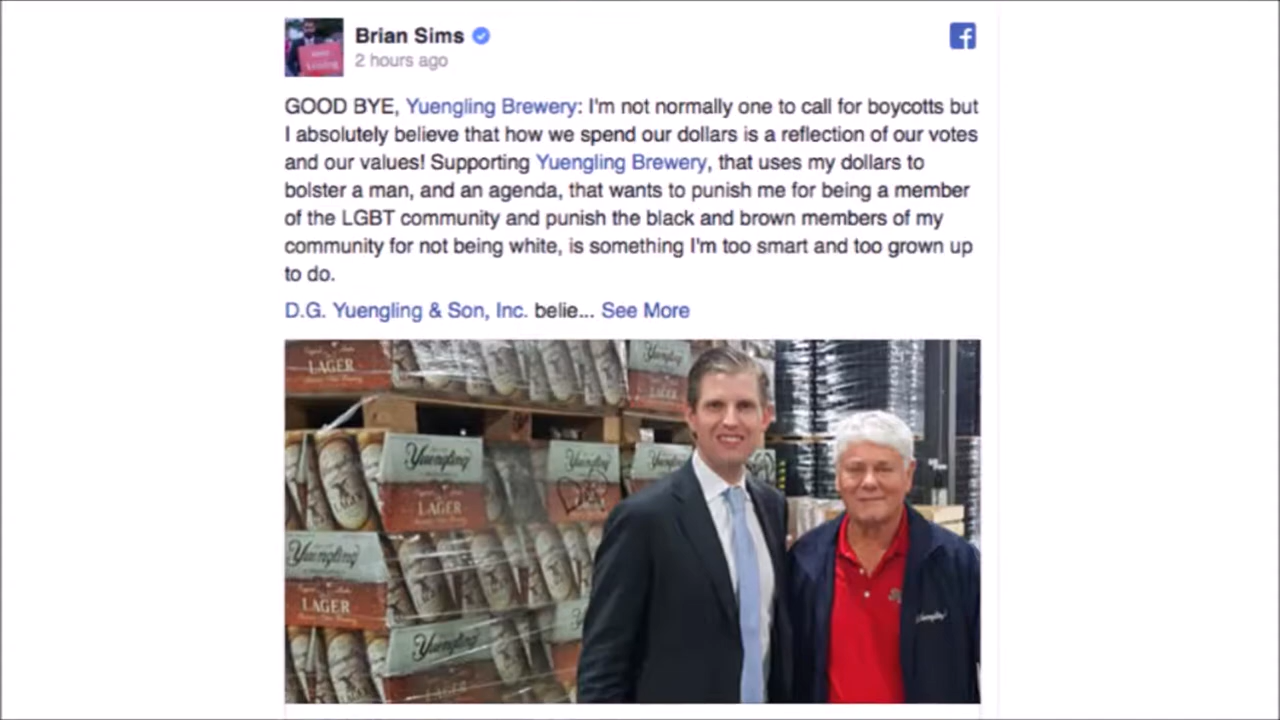 Brian Sims
2 hours ago
GOOD BYE, Yuengling Brewery: I'm not normally one to call for boycotts but
I absolutely believe that how we spend our dollars is a reflection of our votes
and our values! Supporting Yuengling Brewery, that uses my dollars to
bolster a man, and an agenda, that wants to punish me for being a member
of the LGBT community and punish the black and brown members of my
community for not being white, is something I'm too smart and too grown up
to do.
D.G. Yuengling & Son, Inc. belie... See More
LAGER
Yuengling
Yuengling
LAGER
Yuengling
Yuengling
Yuengling
LAGER
Yuengling
Yuengling